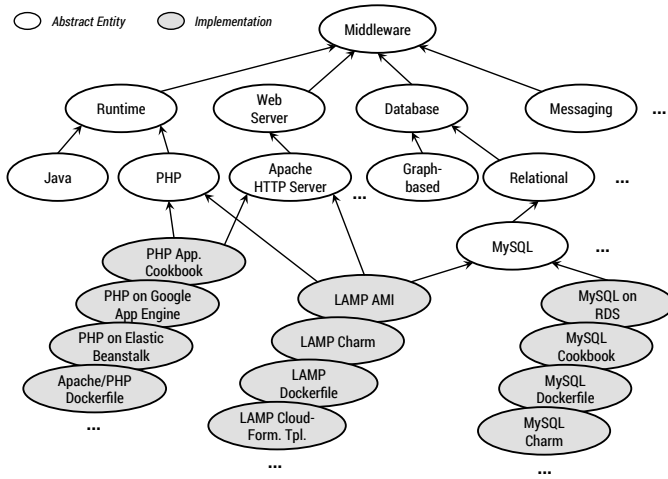 Abstract Entity
Implementation
Middleware
Runtime
Web
Server
Database
Messaging
...
Java
PHP
Apache
HTTP Server
...
Graph-
based
Relational
...
MySQL
...
PHP App.
Cookbook
PHP on Google
App Engine
PHP on Elastic
Beanstalk
Apache/PHP
Dockerfile
...
LAMP AMI
LAMP Charm
LAMP
Dockerfile
LAMP Cloud-
Form. Tpl.
...
MySQL on
RDS
MySQL
Cookbook
MySQL
Dockerfile
MySQL
Charm
...